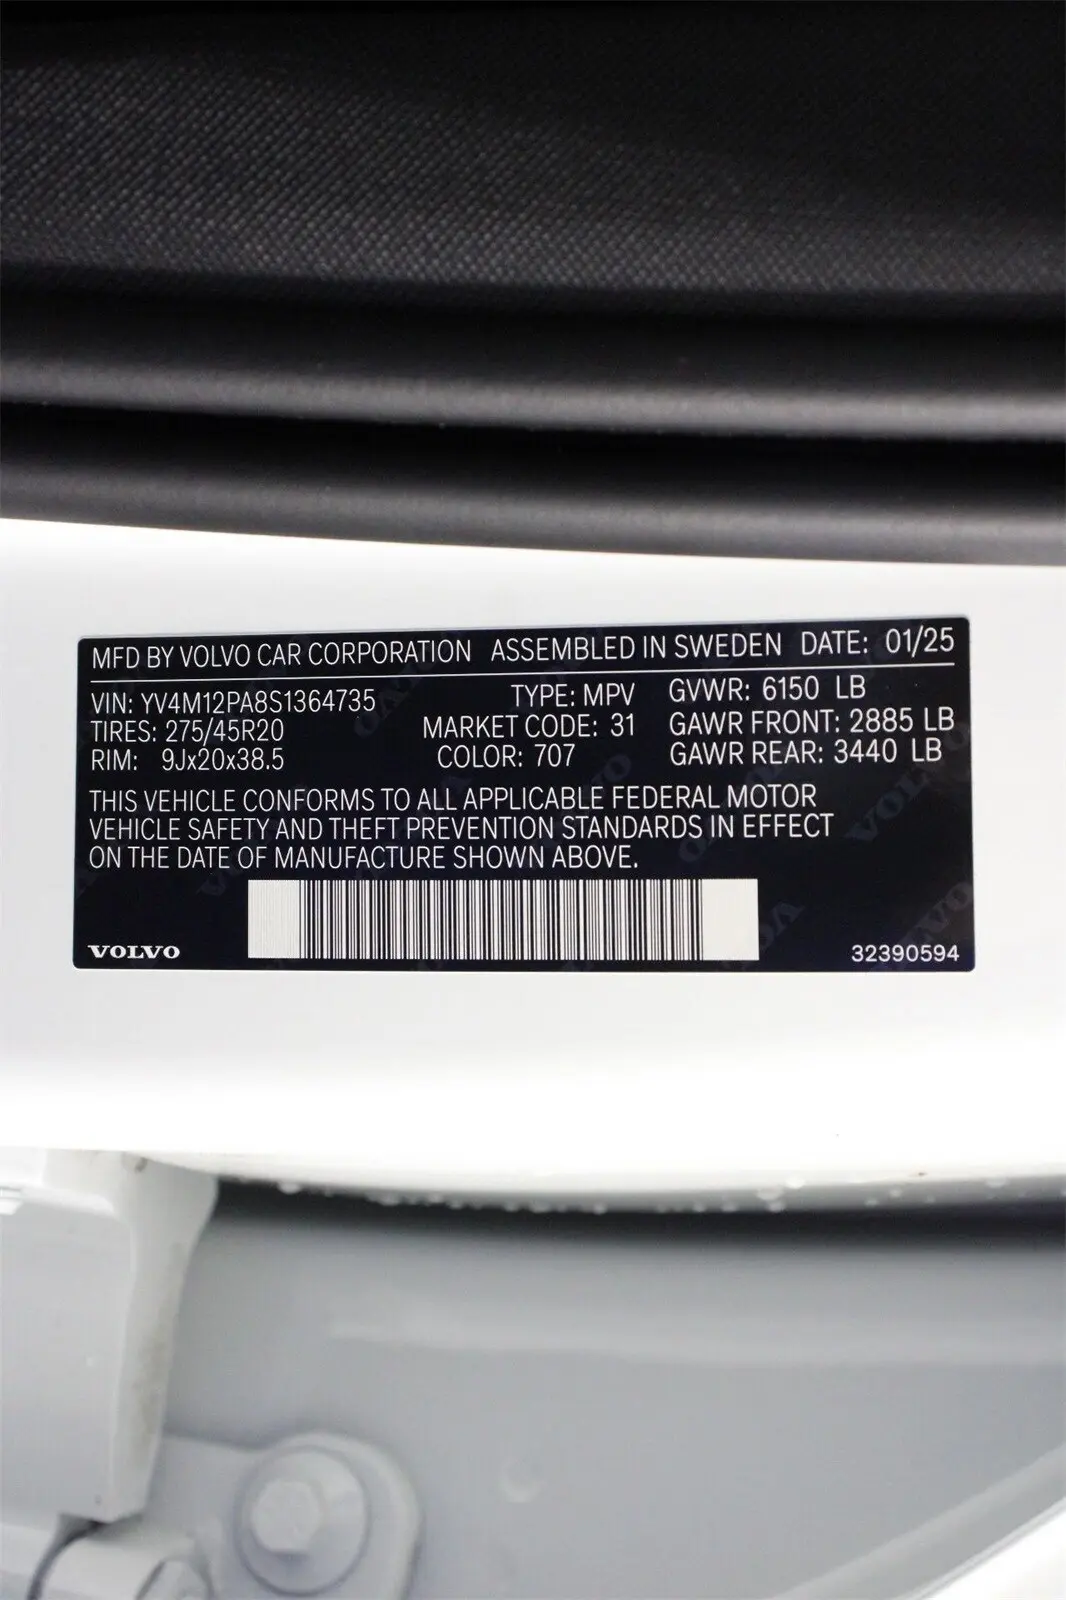 MFD BY VOLVO CAR CORPORATION ASSEMBLED IN SWEDEN DATE: 01/25
VIN: YV4M12PA8S1364735 TYPE: MPV GVWR: 6150 LB
TIRES: 275/45R20 MARKET CODE: 31 GAWR FRONT: 2885 LB
RIM: 9Jx20x38.5 COLOR: 707 GAWR REAR: 3440 LB
THIS VEHICLE CONFORMS TO ALL APPLICABLE FEDERAL MOTOR
VEHICLE SAFETY AND THEFT PREVENTION STANDARDS IN EFFECT
ON THE DATE OF MANUFACTURE SHOWN ABOVE.
VOLVO 32390594